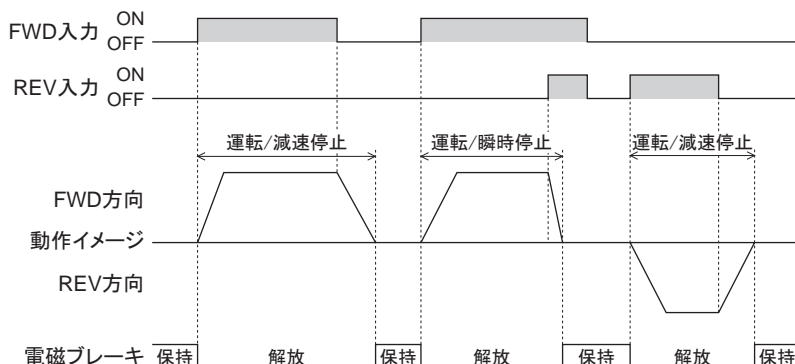 FWD入力 ON
OFF
REV入力 ON
OFF
運転/減速停止 運転/瞬時停止 運転/減速停止
FWD方向
動作イメージ
REV方向
電磁ブレーキ 保持 解放 保持 解放 保持 解放 保持